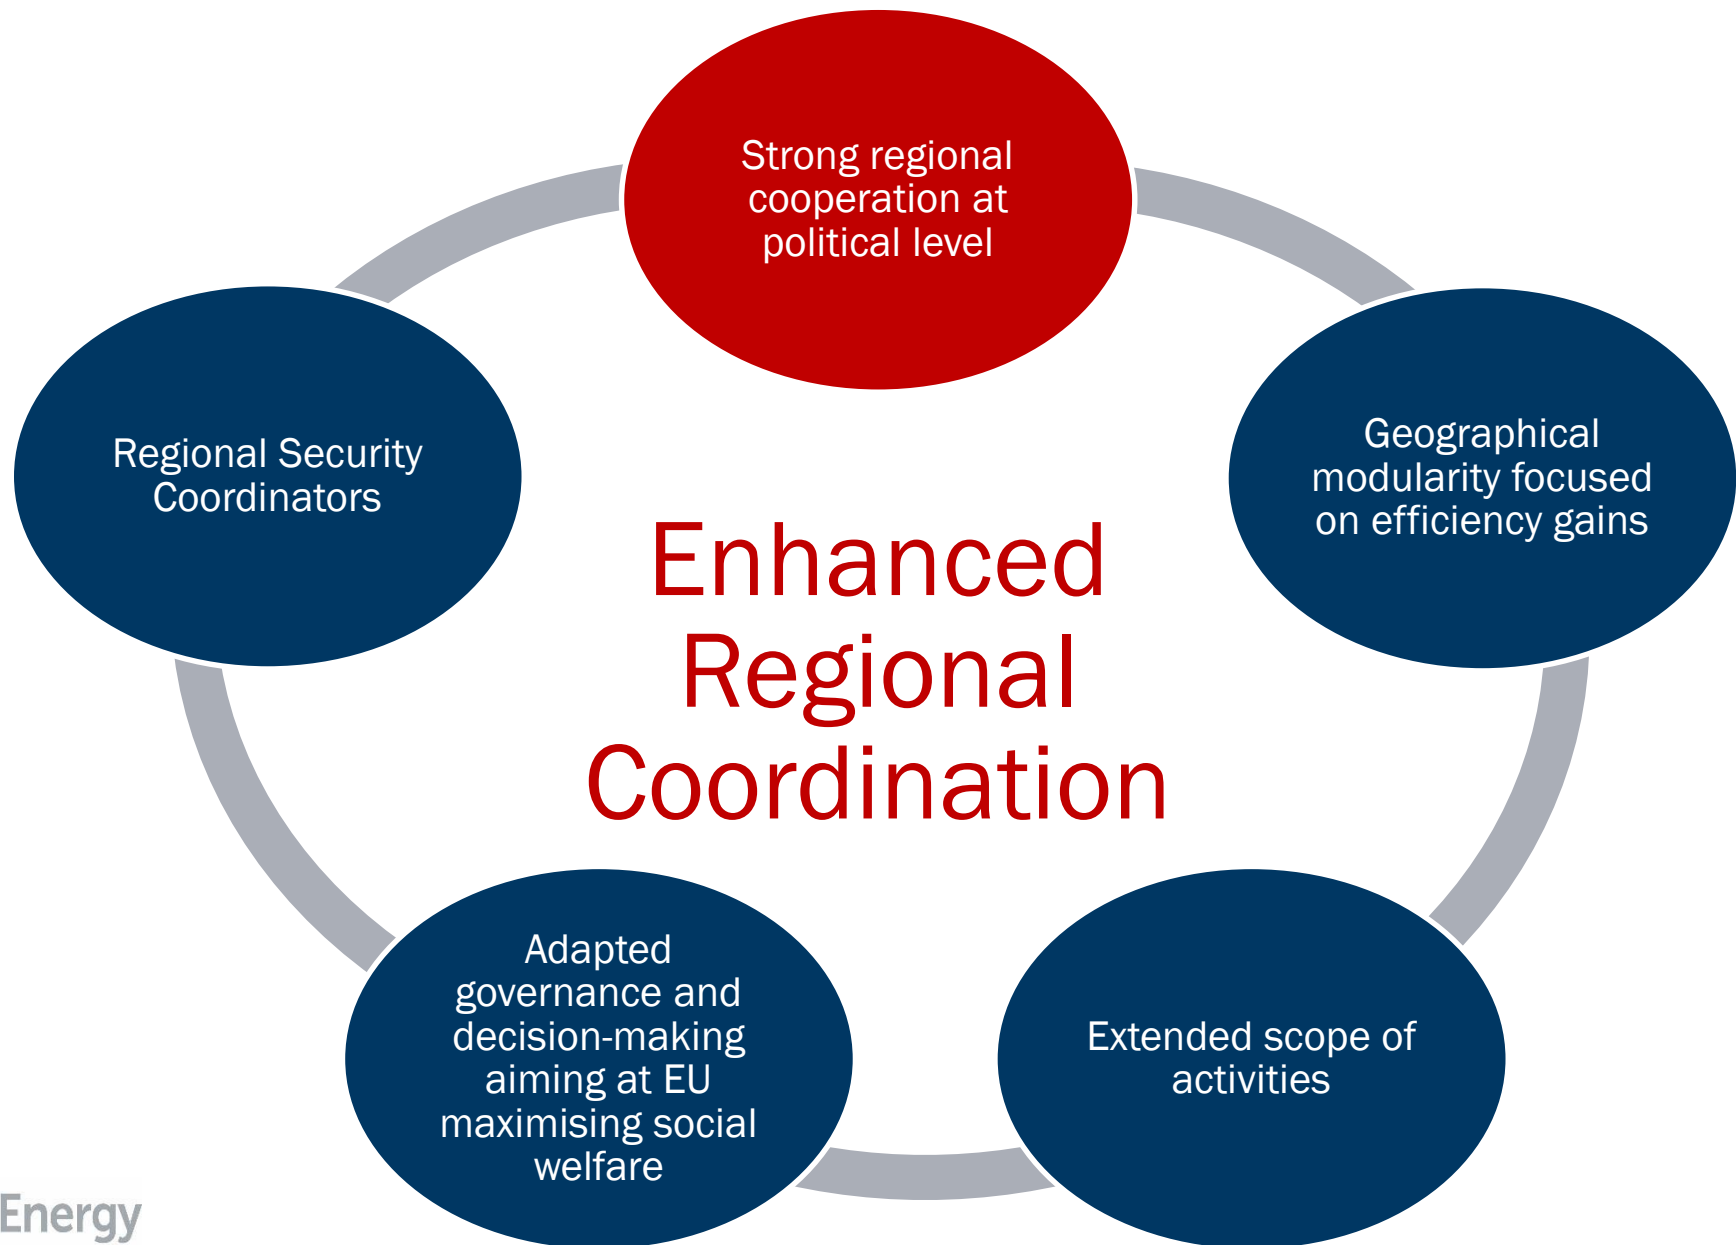 Strong regional
cooperation at
political level
Geographical
modularity focused
on efficiency gains
Regional Security
Coordinators
Enhanced
Regional
Coordination
Adapted
governance and
decision-making
aiming at EU
maximising social
welfare
Extended scope of
activities
Energy